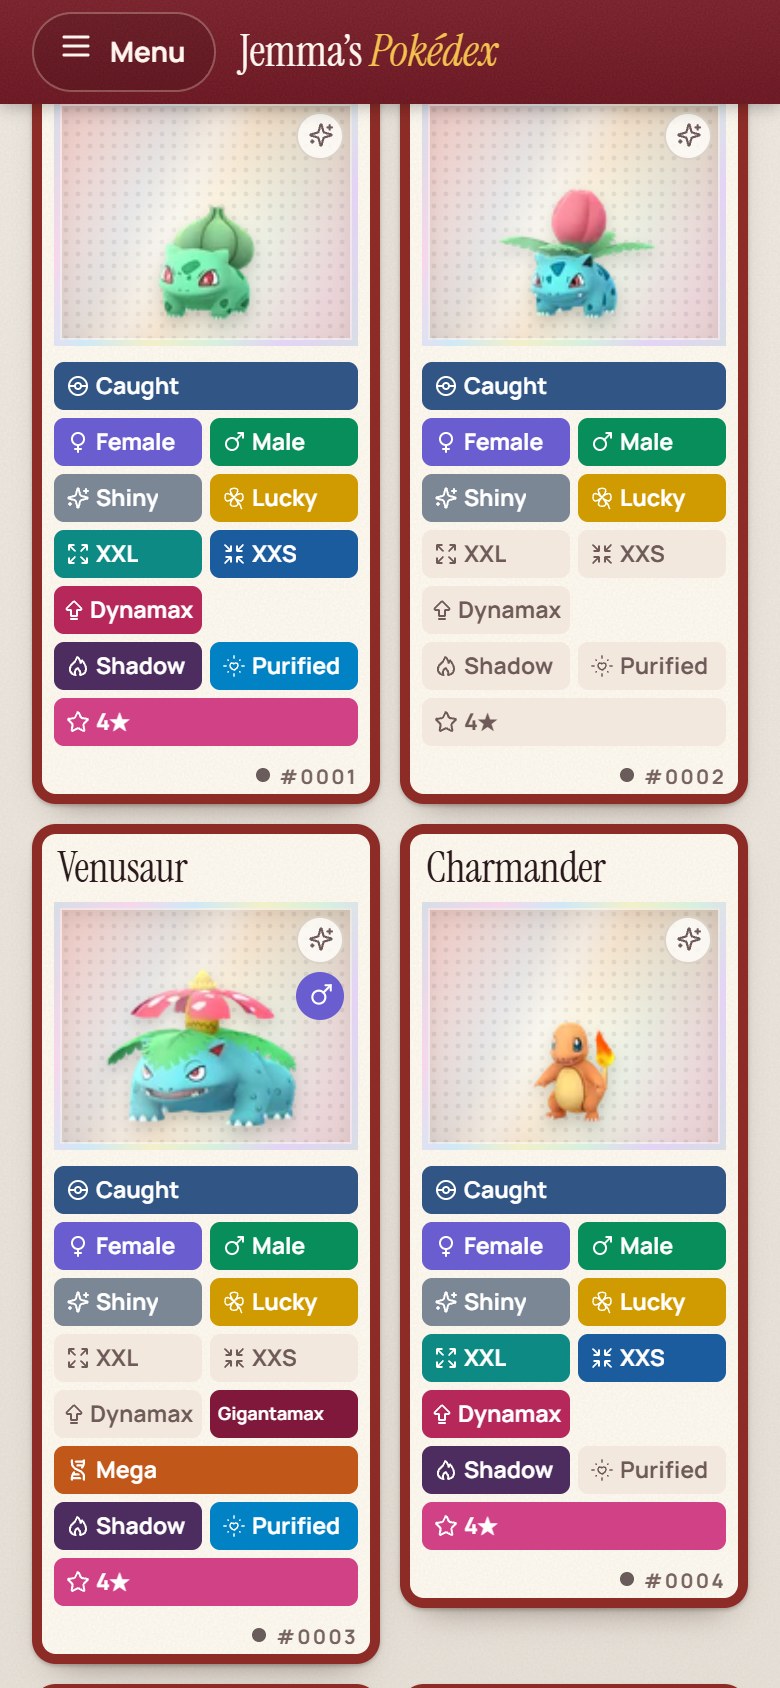 Menu Jemma's Pokédex
Caught
Female Male
Shiny Lucky
XXL XXS
Dynamax
Shadow Purified
4★
#0001
Caught
Female Male
Shiny Lucky
XXL XXS
Dynamax
Shadow Purified
4★
#0002
Venusaur
Caught
Female Male
Shiny Lucky
XXL XXS
Dynamax Gigantamax
Mega
Shadow Purified
4★
#0003
Charmander
Caught
Female Male
Shiny Lucky
XXL XXS
Dynamax
Shadow Purified
4★
#0004